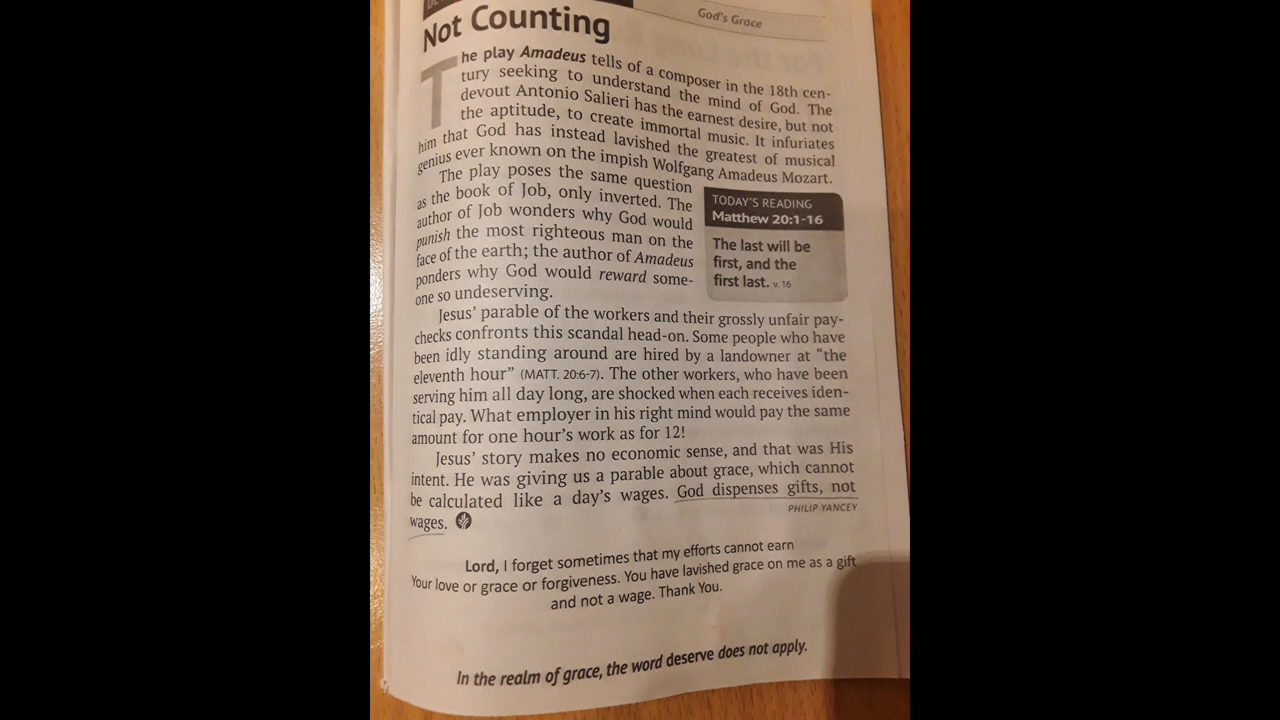 God's Grace
Not Counting
The play Amadeus tells of a composer in the 18th cen-
tury seeking to understand the mind of God. The
devout Antonio Salieri has the earnest desire, but not
the aptitude, to create immortal music. It infuriates
him that God has instead lavished the greatest of musical
genius ever known on the impish Wolfgang Amadeus Mozart.
The play poses the same question
as the book of Job, only inverted. The
author of Job wonders why God would
punish the most righteous man on the
face of the earth; the author of Amadeus
ponders why God would reward some-
one so undeserving.
TODAY'S READING
Matthew 20:1-16
The last will be
first, and the
first last. v. 16
Jesus' parable of the workers and their grossly unfair pay-
checks confronts this scandal head-on. Some people who have
been idly standing around are hired by a landowner at “the
eleventh hour” (MATT. 20:6-7). The other workers, who have been
serving him all day long, are shocked when each receives iden-
tical pay. What employer in his right mind would pay the same
amount for one hour's work as for 12!
Jesus' story makes no economic sense, and that was His
intent. He was giving us a parable about grace, which cannot
be calculated like a day's wages. God dispenses gifts, not
wages.
PHILIP YANCEY
Lord, I forget sometimes that my efforts cannot earn
Your love or grace or forgiveness. You have lavished grace on me as a gift
and not a wage. Thank You.
In the realm of grace, the word deserve does not apply.